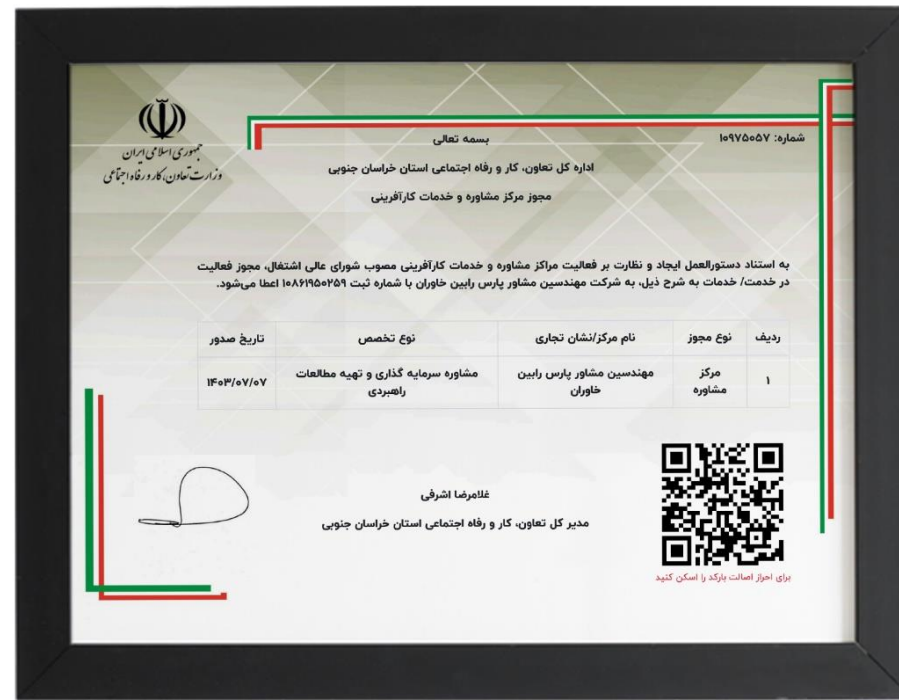 جمهوری اسلامی ایران
وزارت تعاون، کار و رفاه اجتماعی
شماره: ۱۰۹۷۵۰۵۷
بسمه تعالی
اداره کل تعاون، کار و رفاه اجتماعی استان خراسان جنوبی
مجوز مرکز مشاوره و خدمات کارآفرینی
به استناد دستورالعمل ایجاد و نظارت بر فعالیت مراکز مشاوره و خدمات کارآفرینی مصوب شورای عالی اشتغال، مجوز فعالیت
در خدمت/ خدمات به شرح ذیل، به شرکت مهندسین مشاور پارس رابین خاوران با شماره ثبت ۱۰۸۶۱۹۵۰۲۵۹ اعطا می‌شود.
ردیف نوع مجوز نام مرکز/نشان تجاری نوع تخصص تاریخ صدور
۱ مرکز مشاوره مهندسین مشاور پارس رابین خاوران مشاوره سرمایه گذاری و تهیه مطالعات راهبردی ۱۴۰۳/۰۷/۰۷
غلامرضا اشرفی
مدیر کل تعاون، کار و رفاه اجتماعی استان خراسان جنوبی
برای احراز اصالت بارکد را اسکن کنید